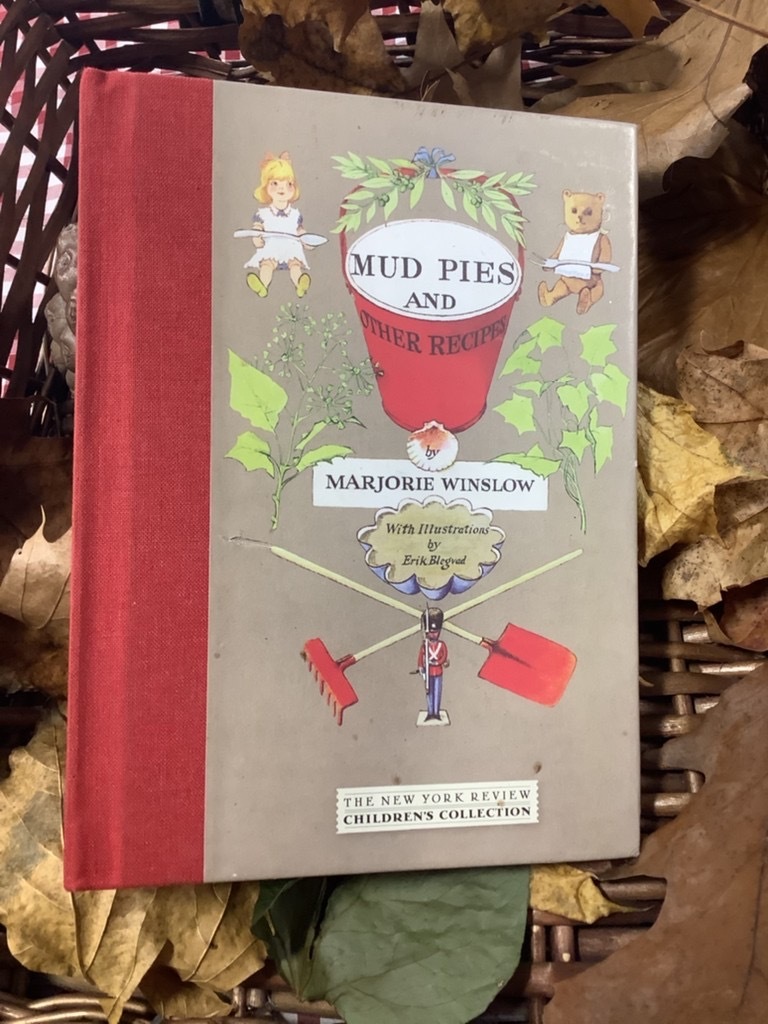 MUD PIES
AND
OTHER RECIPES
by
MARJORIE WINSLOW
With Illustrations
by
Erik Blegvad
THE NEW YORK REVIEW
CHILDREN'S COLLECTION